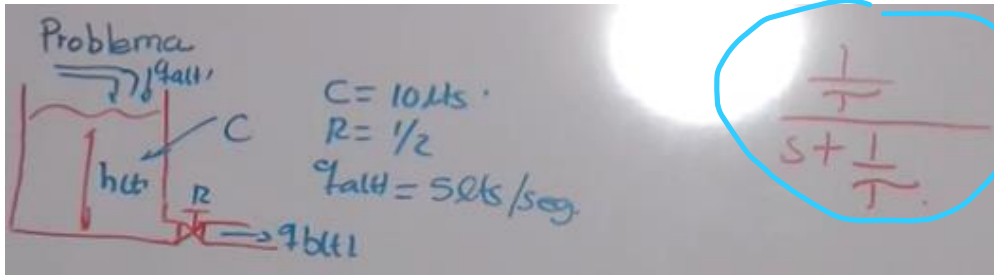 Problema
qa(t)
C = 10 lts.
R = 1/2
qa(t) = 5 lts/seg.
C
h(t)
R
qb(t)
1
τ
s + 1
τ